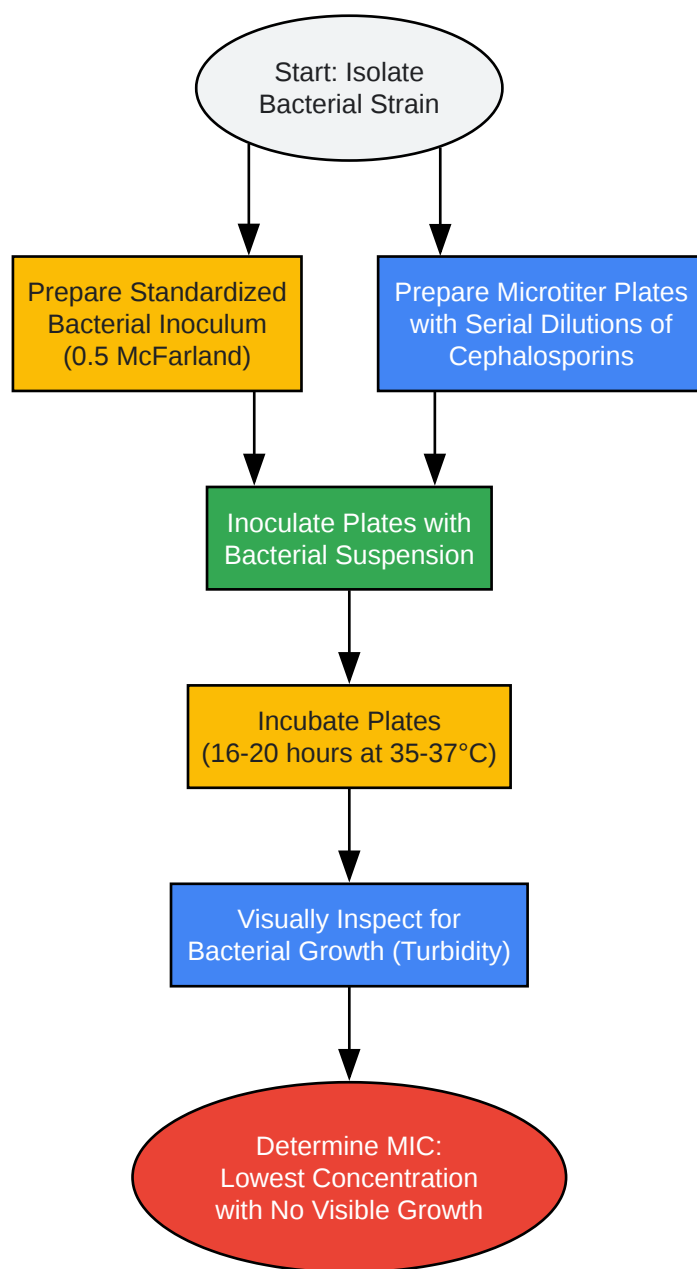 Start: Isolate
Bacterial Strain
Prepare Standardized
Bacterial Inoculum
(0.5 McFarland)
Prepare Microtiter Plates
with Serial Dilutions of
Cephalosporins
Inoculate Plates with
Bacterial Suspension
Incubate Plates
(16-20 hours at 35-37°C)
Visually Inspect for
Bacterial Growth (Turbidity)
Determine MIC:
Lowest Concentration
with No Visible Growth